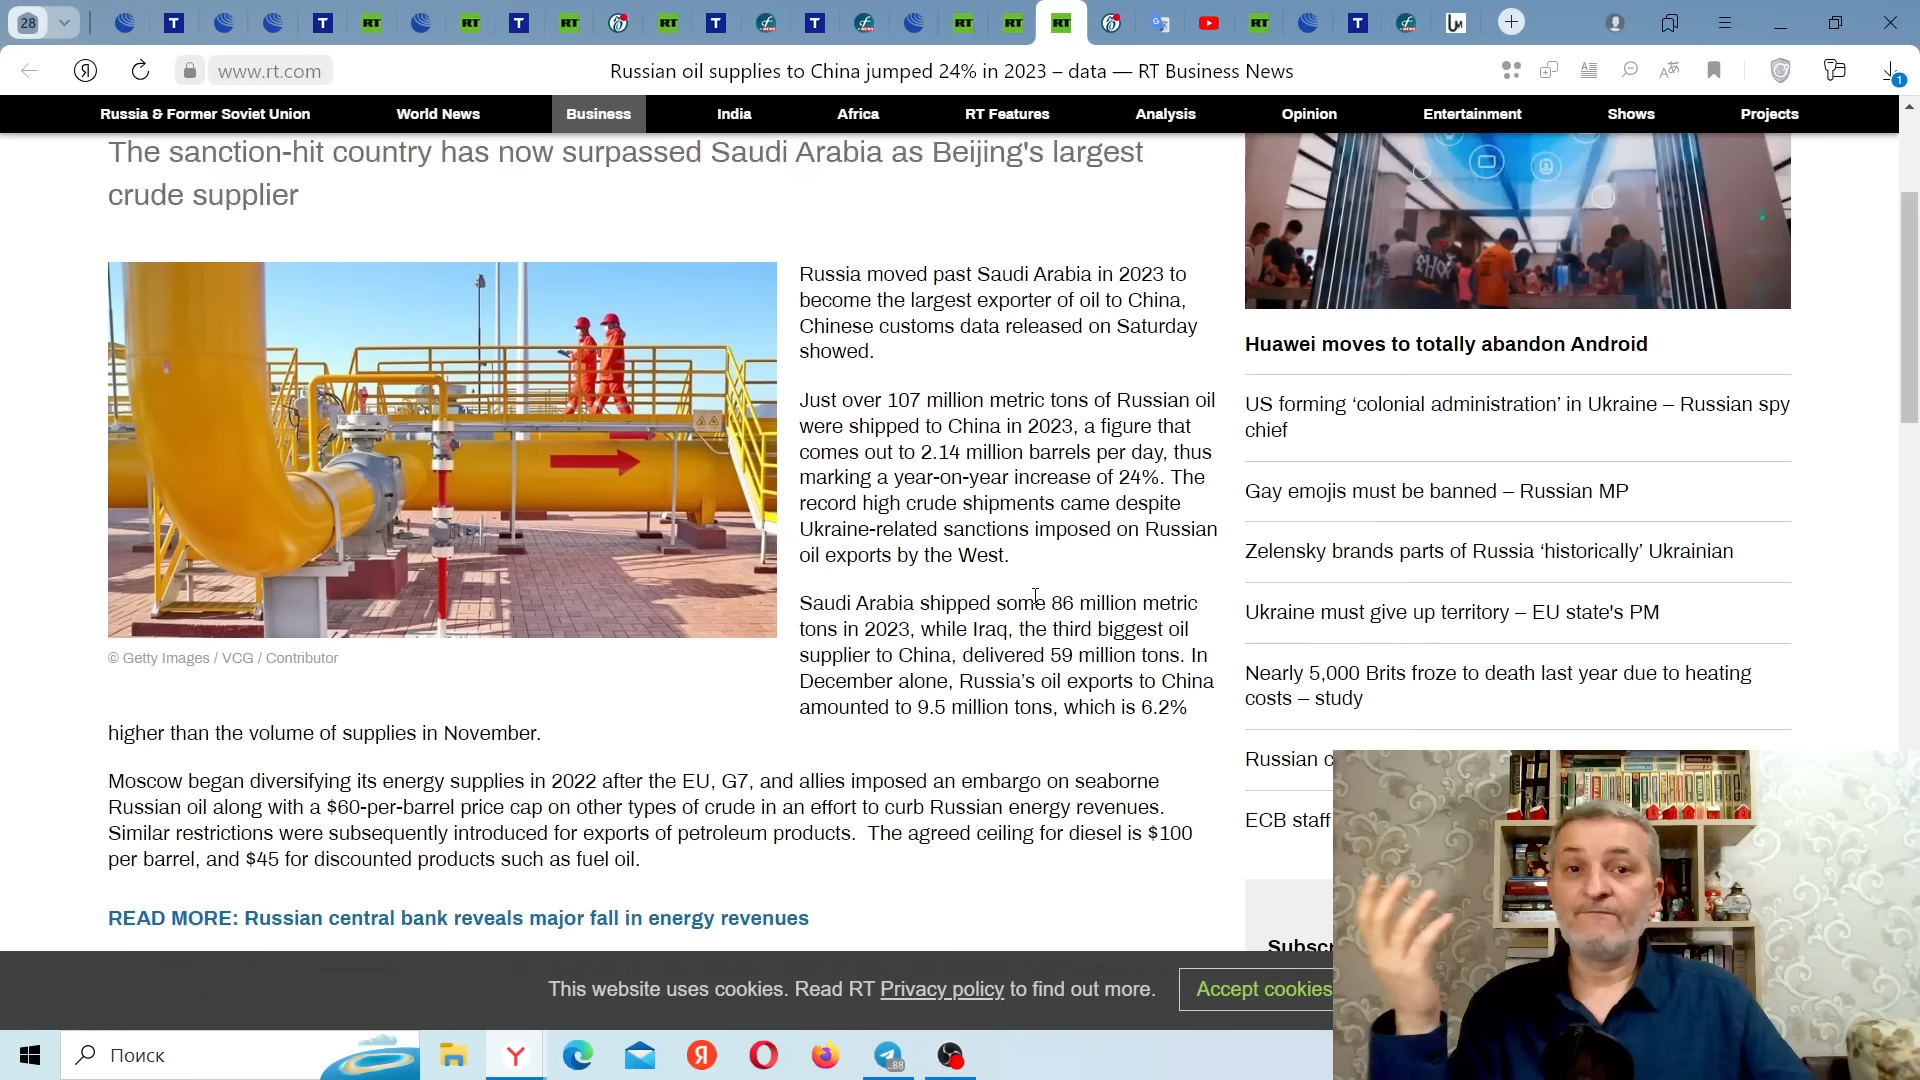 28
www.rt.com
Russian oil supplies to China jumped 24% in 2023 – data — RT Business News
1
Russia & Former Soviet Union
World News
Business
India
Africa
RT Features
Analysis
Opinion
Entertainment
Shows
Projects
The sanction-hit country has now surpassed Saudi Arabia as Beijing's largest
crude supplier
© Getty Images / VCG / Contributor
Russia moved past Saudi Arabia in 2023 to
become the largest exporter of oil to China,
Chinese customs data released on Saturday
showed.
Just over 107 million metric tons of Russian oil
were shipped to China in 2023, a figure that
comes out to 2.14 million barrels per day, thus
marking a year-on-year increase of 24%. The
record high crude shipments came despite
Ukraine-related sanctions imposed on Russian
oil exports by the West.
Saudi Arabia shipped some 86 million metric
tons in 2023, while Iraq, the third biggest oil
supplier to China, delivered 59 million tons. In
December alone, Russia’s oil exports to China
amounted to 9.5 million tons, which is 6.2%
higher than the volume of supplies in November.
Moscow began diversifying its energy supplies in 2022 after the EU, G7, and allies imposed an embargo on seaborne
Russian oil along with a $60-per-barrel price cap on other types of crude in an effort to curb Russian energy revenues.
Similar restrictions were subsequently introduced for exports of petroleum products. The agreed ceiling for diesel is $100
per barrel, and $45 for discounted products such as fuel oil.
READ MORE: Russian central bank reveals major fall in energy revenues
Huawei moves to totally abandon Android
US forming ‘colonial administration’ in Ukraine – Russian spy
chief
Gay emojis must be banned – Russian MP
Zelensky brands parts of Russia ‘historically’ Ukrainian
Ukraine must give up territory – EU state's PM
Nearly 5,000 Brits froze to death last year due to heating
costs – study
Russian c
ECB staff
Subscr
This website uses cookies. Read RT Privacy policy to find out more.
Accept cookies
Поиск
88